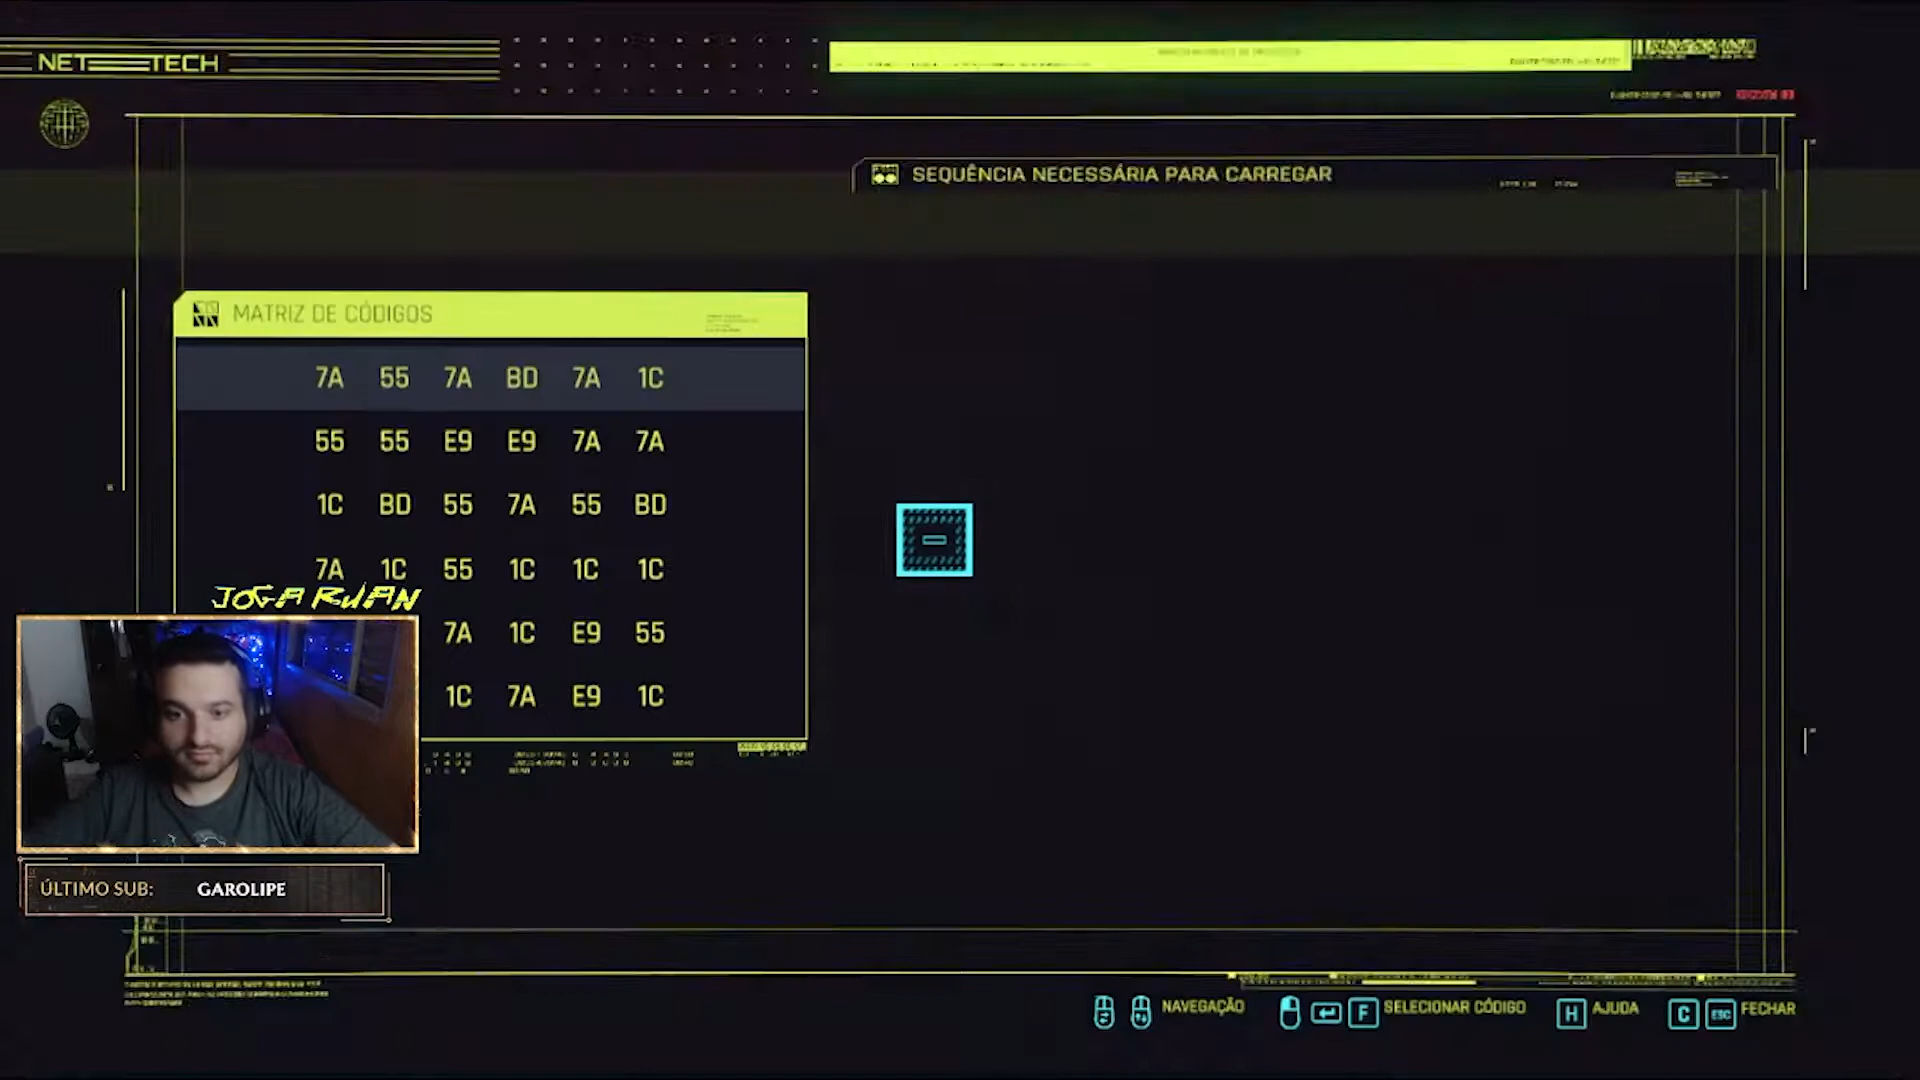 NET TECH
SEQUÊNCIA NECESSÁRIA PARA CARREGAR
MATRIZ DE CÓDIGOS
7A 55 7A BD 7A 1C
55 55 E9 E9 7A 7A
1C BD 55 7A 55 BD
7A 1C 55 1C 1C 1C
7A 1C E9 55
1C 7A E9 1C
JOGA RUAN
ÚLTIMO SUB: GAROLIPE
NAVEGAÇÃO
F SELECIONAR CÓDIGO
H AJUDA
C ESC FECHAR